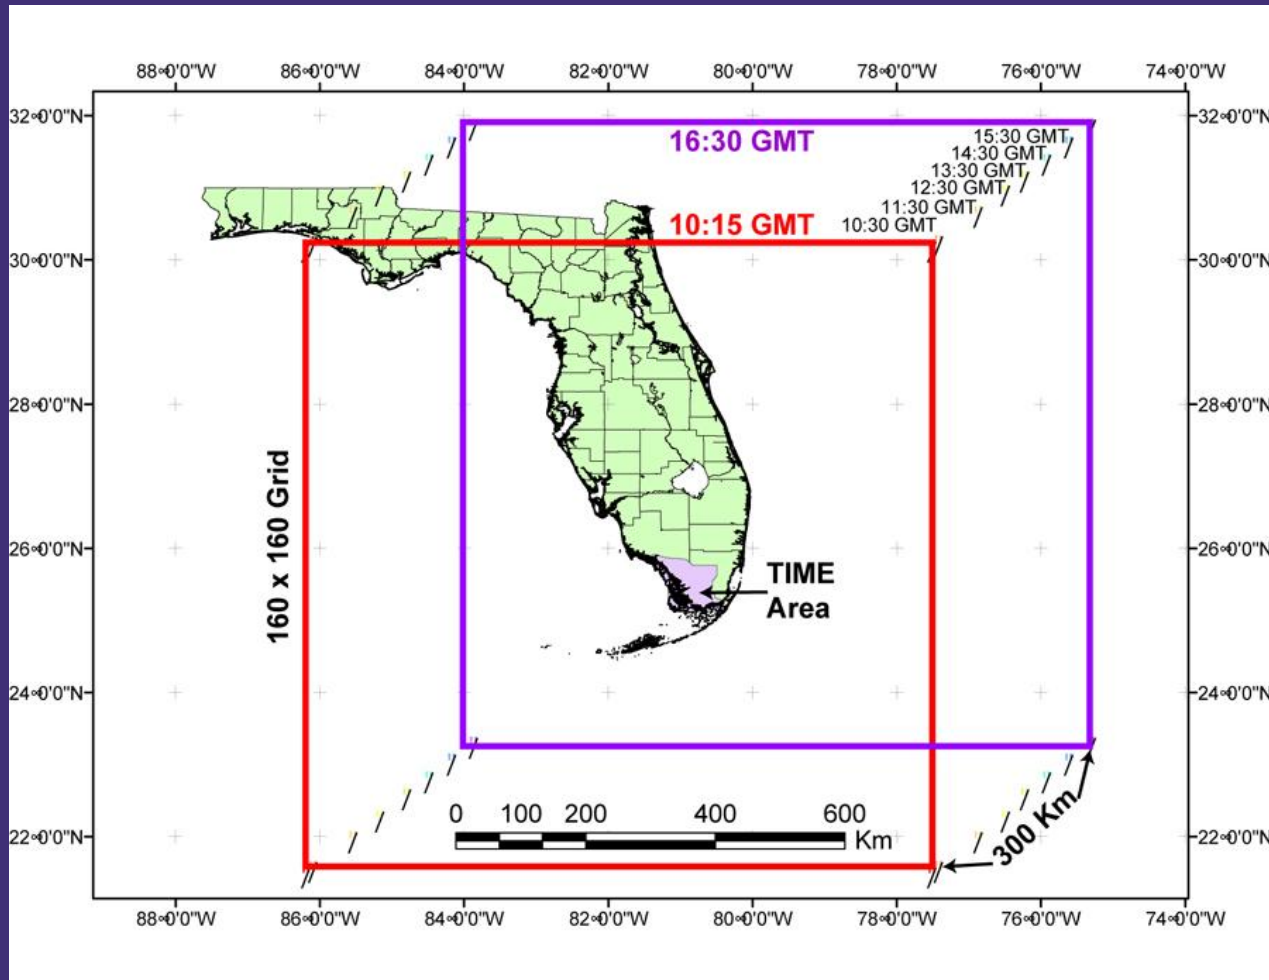 88∞0'0"W 86∞0'0"W 84∞0'0"W 82∞0'0"W 80∞0'0"W 78∞0'0"W 76∞0'0"W 74∞0'0"W
32∞0'0"N 32∞0'0"N
16:30 GMT
15:30 GMT
14:30 GMT
13:30 GMT
12:30 GMT
11:30 GMT
10:30 GMT
10:15 GMT
30∞0'0"N 30∞0'0"N
28∞0'0"N 28∞0'0"N
160 x 160 Grid
26∞0'0"N 26∞0'0"N
TIME
Area
24∞0'0"N 24∞0'0"N
300 Km
0 100 200 400 600
Km
22∞0'0"N 22∞0'0"N
88∞0'0"W 86∞0'0"W 84∞0'0"W 82∞0'0"W 80∞0'0"W 78∞0'0"W 76∞0'0"W 74∞0'0"W